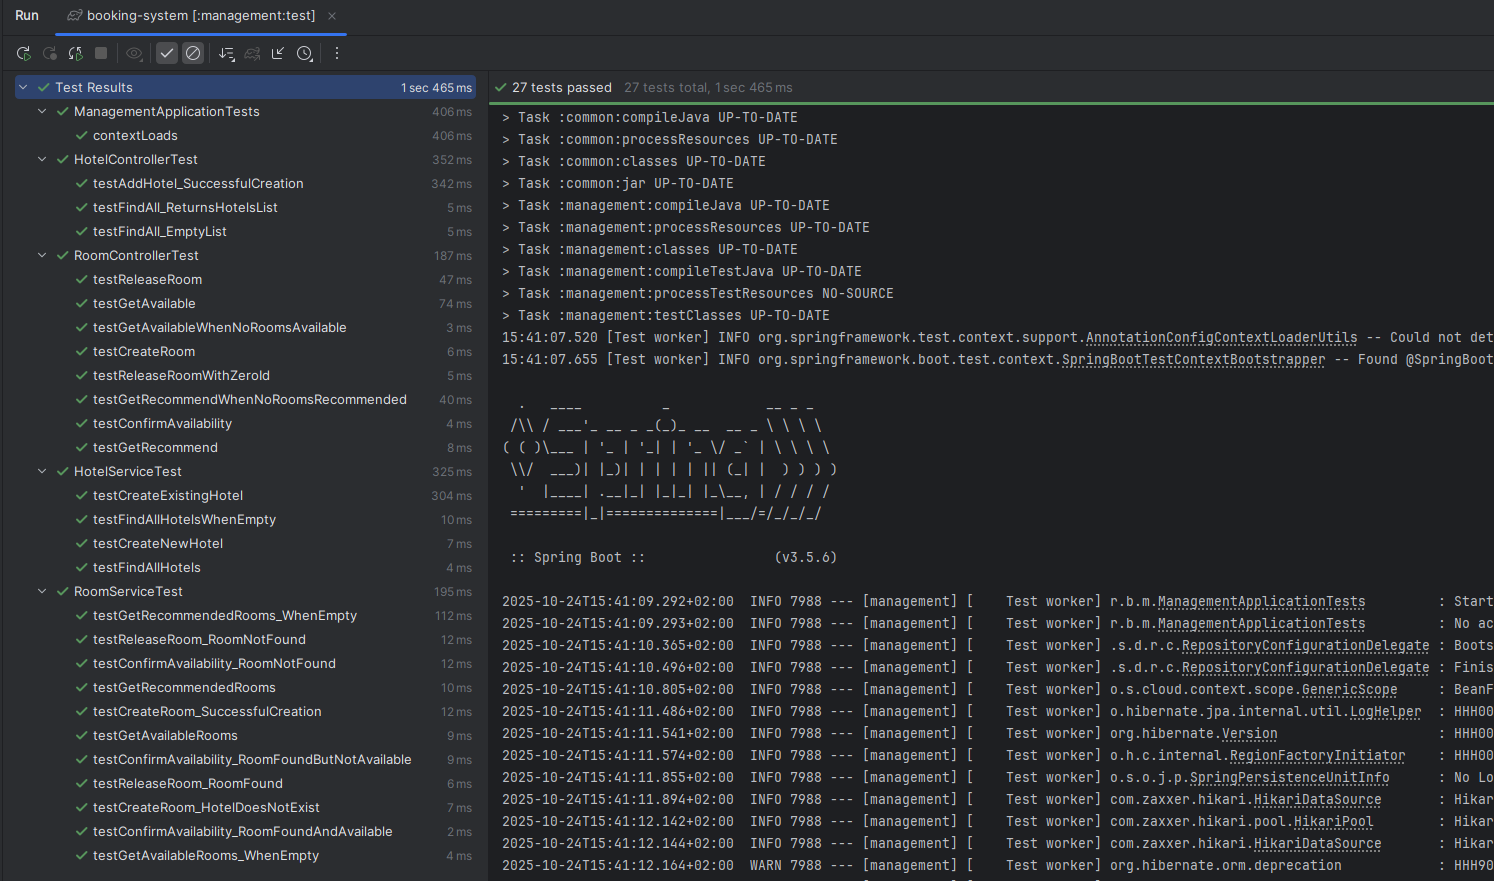 Run booking-system [:management:test]
Test Results 1 sec 465 ms
ManagementApplicationTests 406 ms
contextLoads 406 ms
HotelControllerTest 352 ms
testAddHotel_SuccessfulCreation 342 ms
testFindAll_ReturnsHotelsList 5 ms
testFindAll_EmptyList 5 ms
RoomControllerTest 187 ms
testReleaseRoom 47 ms
testGetAvailable 74 ms
testGetAvailableWhenNoRoomsAvailable 3 ms
testCreateRoom 6 ms
testReleaseRoomWithZeroId 5 ms
testGetRecommendWhenNoRoomsRecommended 40 ms
testConfirmAvailability 4 ms
testGetRecommend 8 ms
HotelServiceTest 325 ms
testCreateExistingHotel 304 ms
testFindAllHotelsWhenEmpty 10 ms
testCreateNewHotel 7 ms
testFindAllHotels 4 ms
RoomServiceTest 195 ms
testGetRecommendedRooms_WhenEmpty 112 ms
testReleaseRoom_RoomNotFound 12 ms
testConfirmAvailability_RoomNotFound 12 ms
testGetRecommendedRooms 10 ms
testCreateRoom_SuccessfulCreation 12 ms
testGetAvailableRooms 9 ms
testConfirmAvailability_RoomFoundButNotAvailable 9 ms
testReleaseRoom_RoomFound 6 ms
testCreateRoom_HotelDoesNotExist 7 ms
testConfirmAvailability_RoomFoundAndAvailable 2 ms
testGetAvailableRooms_WhenEmpty 4 ms
27 tests passed 27 tests total, 1 sec 465 ms
> Task :common:compileJava UP-TO-DATE
> Task :common:processResources UP-TO-DATE
> Task :common:classes UP-TO-DATE
> Task :common:jar UP-TO-DATE
> Task :management:compileJava UP-TO-DATE
> Task :management:processResources UP-TO-DATE
> Task :management:classes UP-TO-DATE
> Task :management:compileTestJava UP-TO-DATE
> Task :management:processTestResources NO-SOURCE
> Task :management:testClasses UP-TO-DATE
15:41:07.520 [Test worker] INFO org.springframework.test.context.support.AnnotationConfigContextLoaderUtils -- Could not det
15:41:07.655 [Test worker] INFO org.springframework.boot.test.context.SpringBootTestContextBootstrapper -- Found @SpringBoot
  .   ____          _            __ _ _
 /\\ / ___'_ __ _ _(_)_ __  __ _ \ \ \ \
( ( )\___ | '_ | '_| | '_ \/ _` | \ \ \ \
 \\/  ___)| |_)| | | | | || (_| |  ) ) ) )
  '  |____| .__|_| |_|_| |_\__, | / / / /
 =========|_|==============|___/=/_/_/_/
:: Spring Boot :: (v3.5.6)
2025-10-24T15:41:09.292+02:00 INFO 7988 --- [management] [ Test worker] r.b.m.ManagementApplicationTests : Start
2025-10-24T15:41:09.293+02:00 INFO 7988 --- [management] [ Test worker] r.b.m.ManagementApplicationTests : No ac
2025-10-24T15:41:10.365+02:00 INFO 7988 --- [management] [ Test worker] .s.d.r.c.RepositoryConfigurationDelegate : Boots
2025-10-24T15:41:10.496+02:00 INFO 7988 --- [management] [ Test worker] .s.d.r.c.RepositoryConfigurationDelegate : Finis
2025-10-24T15:41:10.805+02:00 INFO 7988 --- [management] [ Test worker] o.s.cloud.context.scope.GenericScope : BeanF
2025-10-24T15:41:11.486+02:00 INFO 7988 --- [management] [ Test worker] o.hibernate.jpa.internal.util.LogHelper : HHH00
2025-10-24T15:41:11.541+02:00 INFO 7988 --- [management] [ Test worker] org.hibernate.Version : HHH00
2025-10-24T15:41:11.574+02:00 INFO 7988 --- [management] [ Test worker] o.h.c.internal.RegionFactoryInitiator : HHH00
2025-10-24T15:41:11.855+02:00 INFO 7988 --- [management] [ Test worker] o.s.o.j.p.SpringPersistenceUnitInfo : No Lo
2025-10-24T15:41:11.894+02:00 INFO 7988 --- [management] [ Test worker] com.zaxxer.hikari.HikariDataSource : Hikar
2025-10-24T15:41:12.142+02:00 INFO 7988 --- [management] [ Test worker] com.zaxxer.hikari.pool.HikariPool : Hikar
2025-10-24T15:41:12.144+02:00 INFO 7988 --- [management] [ Test worker] com.zaxxer.hikari.HikariDataSource : Hikar
2025-10-24T15:41:12.164+02:00 WARN 7988 --- [management] [ Test worker] org.hibernate.orm.deprecation : HHH90